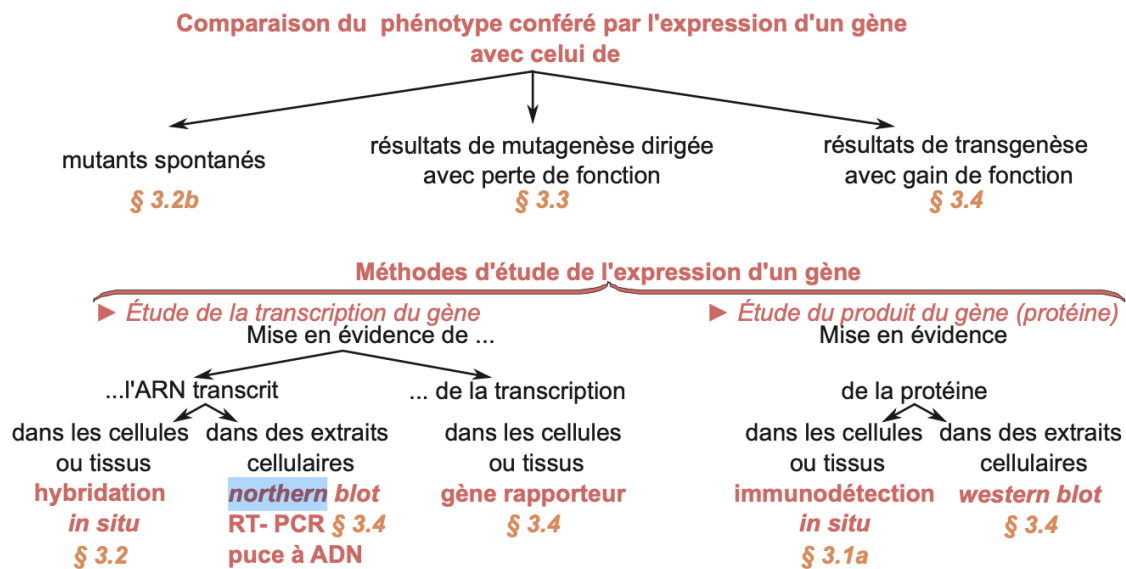 Comparaison du phénotype conféré par l'expression d'un gène
avec celui de
mutants spontanés
§ 3.2b
résultats de mutagenèse dirigée
avec perte de fonction
§ 3.3
résultats de transgenèse
avec gain de fonction
§ 3.4
Méthodes d'étude de l'expression d'un gène
► Étude de la transcription du gène
Mise en évidence de ...
...l'ARN transcrit
dans les cellules
ou tissus
hybridation
in situ
§ 3.2
dans des extraits
cellulaires
northern blot
RT- PCR § 3.4
puce à ADN
... de la transcription
dans les cellules
ou tissus
gène rapporteur
§ 3.4
► Étude du produit du gène (protéine)
Mise en évidence
de la protéine
dans les cellules
ou tissus
immunodétection
in situ
§ 3.1a
dans des extraits
cellulaires
western blot
§ 3.4